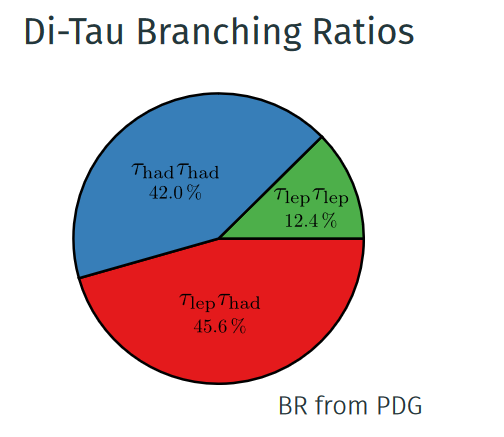 Di-Tau Branching Ratios
τhadτhad
42.0 %
τlepτlep
12.4 %
τlepτhad
45.6 %
BR from PDG